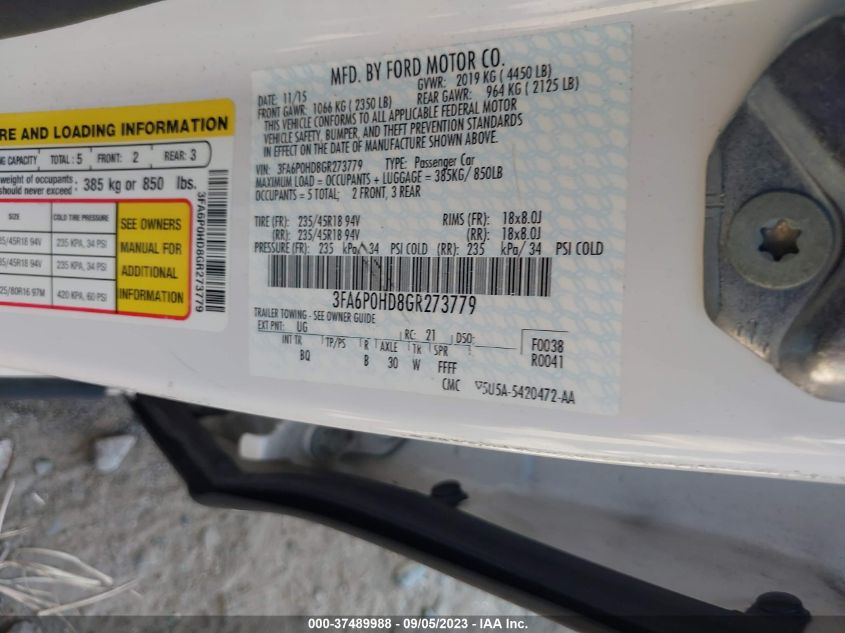 RE AND LOADING INFORMATION
NG CAPACITY TOTAL: 5 FRONT: 2 REAR: 3
weight of occupants
should never exceed: 385 kg or 850 lbs.
SIZE COLD TIRE PRESSURE
35/45R18 94V 235 KPA, 34 PSI
35/45R18 94V 235 KPA, 34 PSI
25/80R16 97M 420 KPA, 60 PSI
SEE OWNERS
MANUAL FOR
ADDITIONAL
INFORMATION
3FA6P0HD8GR273779
MFD. BY FORD MOTOR CO.
DATE: 11/15 GVWR: 2019 KG ( 4450 LB)
FRONT GAWR: 1066 KG ( 2350 LB) REAR GAWR: 964 KG ( 2125 LB)
THIS VEHICLE CONFORMS TO ALL APPLICABLE FEDERAL MOTOR
VEHICLE SAFETY, BUMPER, AND THEFT PREVENTION STANDARDS
IN EFFECT ON THE DATE OF MANUFACTURE SHOWN ABOVE.
VIN: 3FA6P0HD8GR273779 TYPE: Passenger Car
MAXIMUM LOAD = OCCUPANTS + LUGGAGE = 385KG/ 850LB
OCCUPANTS = 5 TOTAL; 2 FRONT, 3 REAR
TIRE (FR): 235/45R18 94V RIMS (FR): 18x8.0J
(RR): 235/45R18 94V (RR): 18x8.0J
PRESSURE (FR): 235 kPa/ 34 PSI COLD (RR): 235 kPa/ 34 PSI COLD
3FA6P0HD8GR273779
TRAILER TOWING - SEE OWNER GUIDE
EXT PNT: UG RC: 21 DSO:
INT TR TP/PS R AXLE Tk SPR
BQ B 30 W FFFF
F0038
R0041
CMC 5U5A-5420472-AA
000-37489988 - 09/05/2023 - IAA Inc.